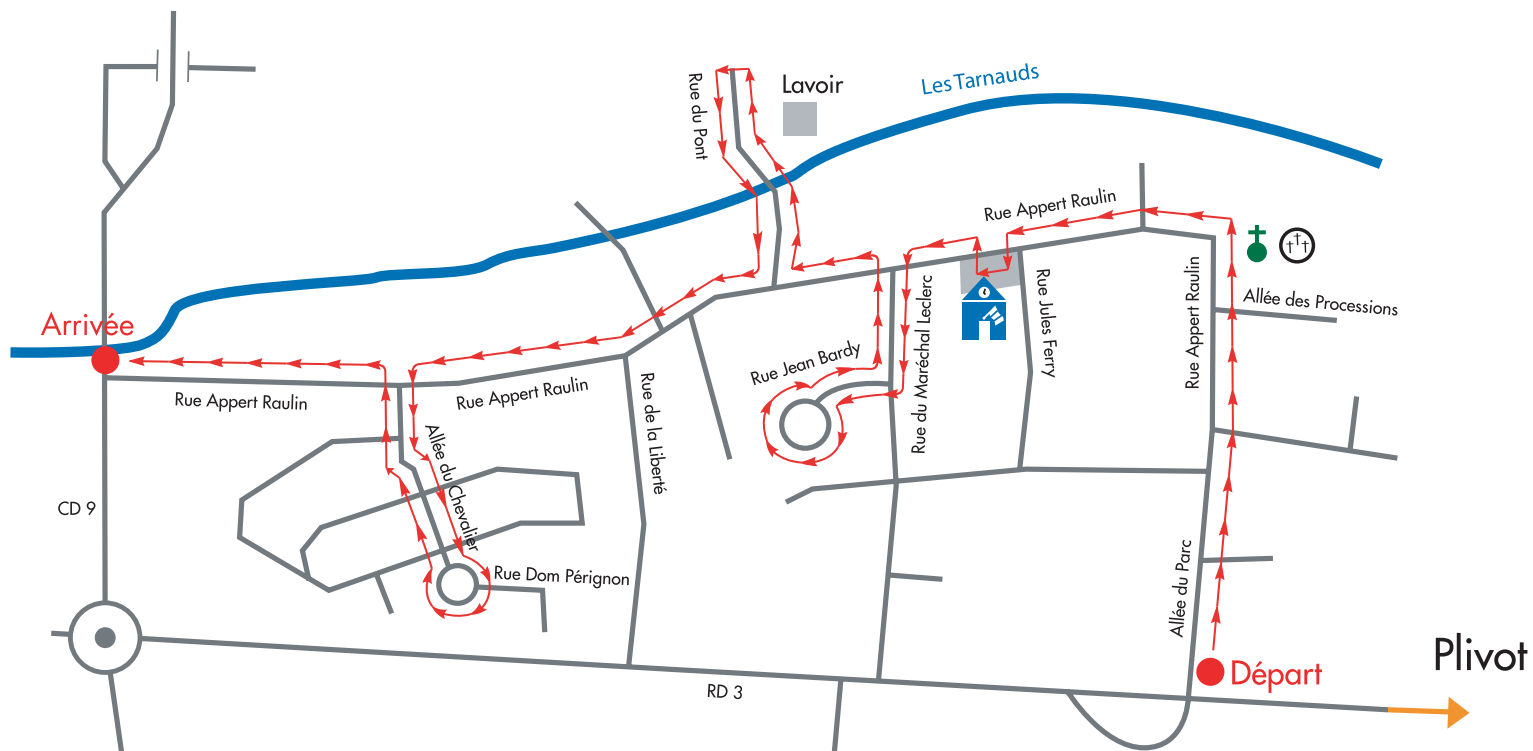 Lavoir
Les Tarnauds
Rue du Pont
Rue Appert Raulin
Rue Appert Raulin
Allée des Processions
Rue Jules Ferry
Rue du Maréchal Leclerc
Arrivée
Rue Jean Bardy
Rue Appert Raulin
Rue Appert Raulin
Rue de la Liberté
Allée du Chevalier
CD 9
Rue Dom Pérignon
Allée du Parc
Plivot
Départ
RD 3